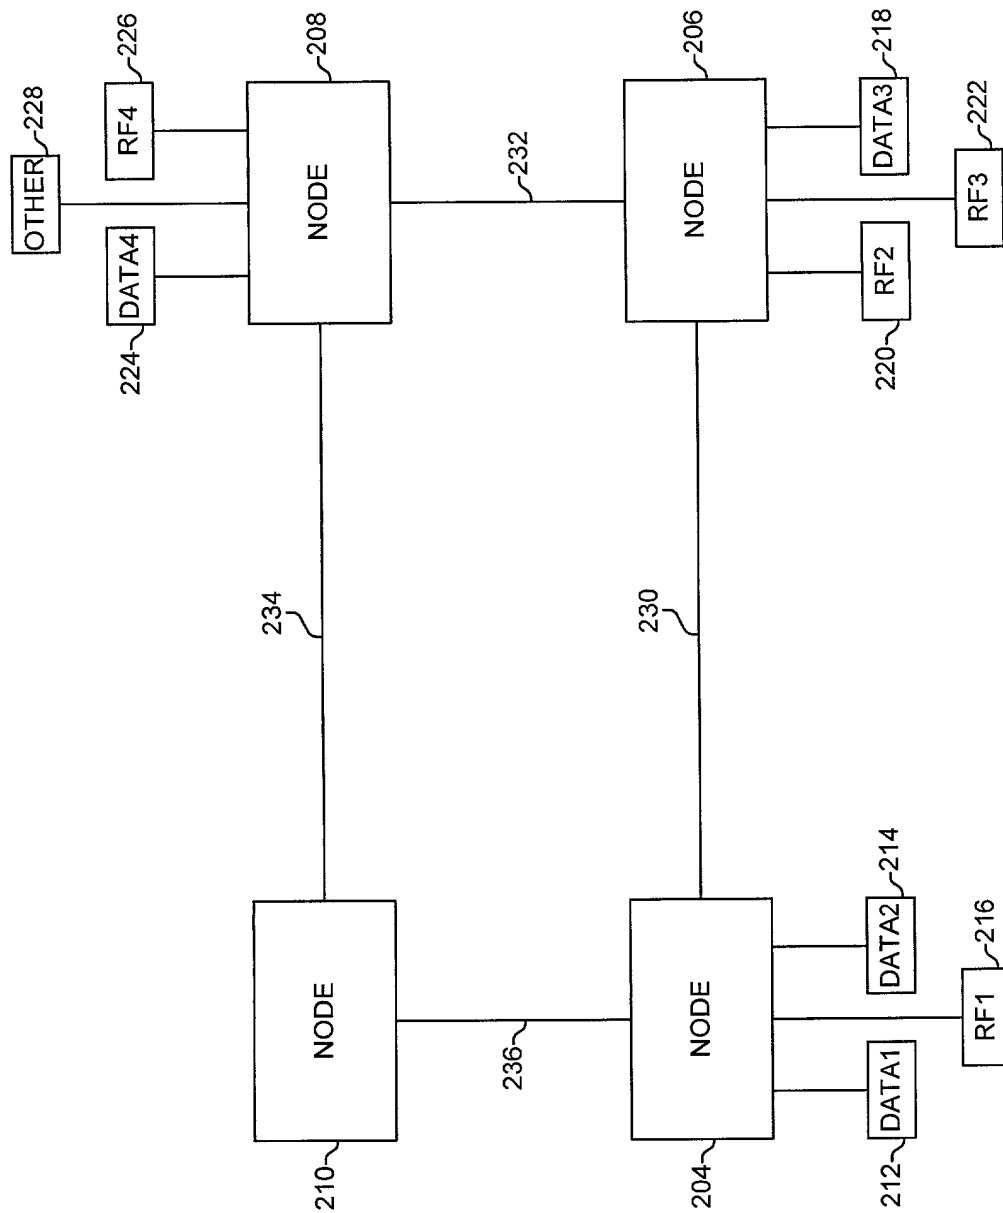 OTHER 228
224 DATA4 RF4 226
234
210 NODE NODE 208
236 232
230
204 NODE NODE 206
212 DATA1 DATA2 214 220 RF2 DATA3 218
RF1 216 RF3 222